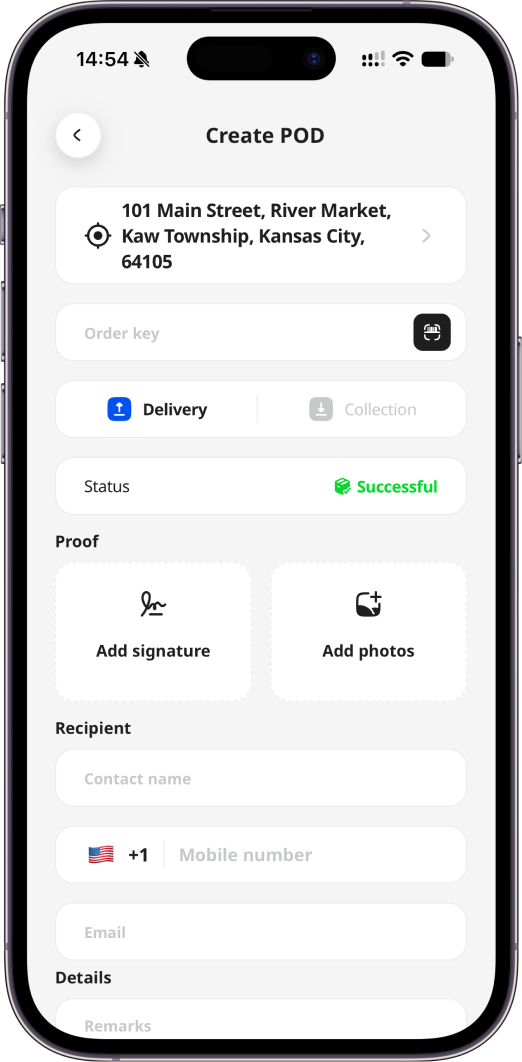 14:54
Create POD
101 Main Street, River Market,
Kaw Township, Kansas City,
64105
Order key
Delivery
Collection
Status
Successful
Proof
Add signature
Add photos
Recipient
Contact name
+1
Mobile number
Email
Details
Remarks